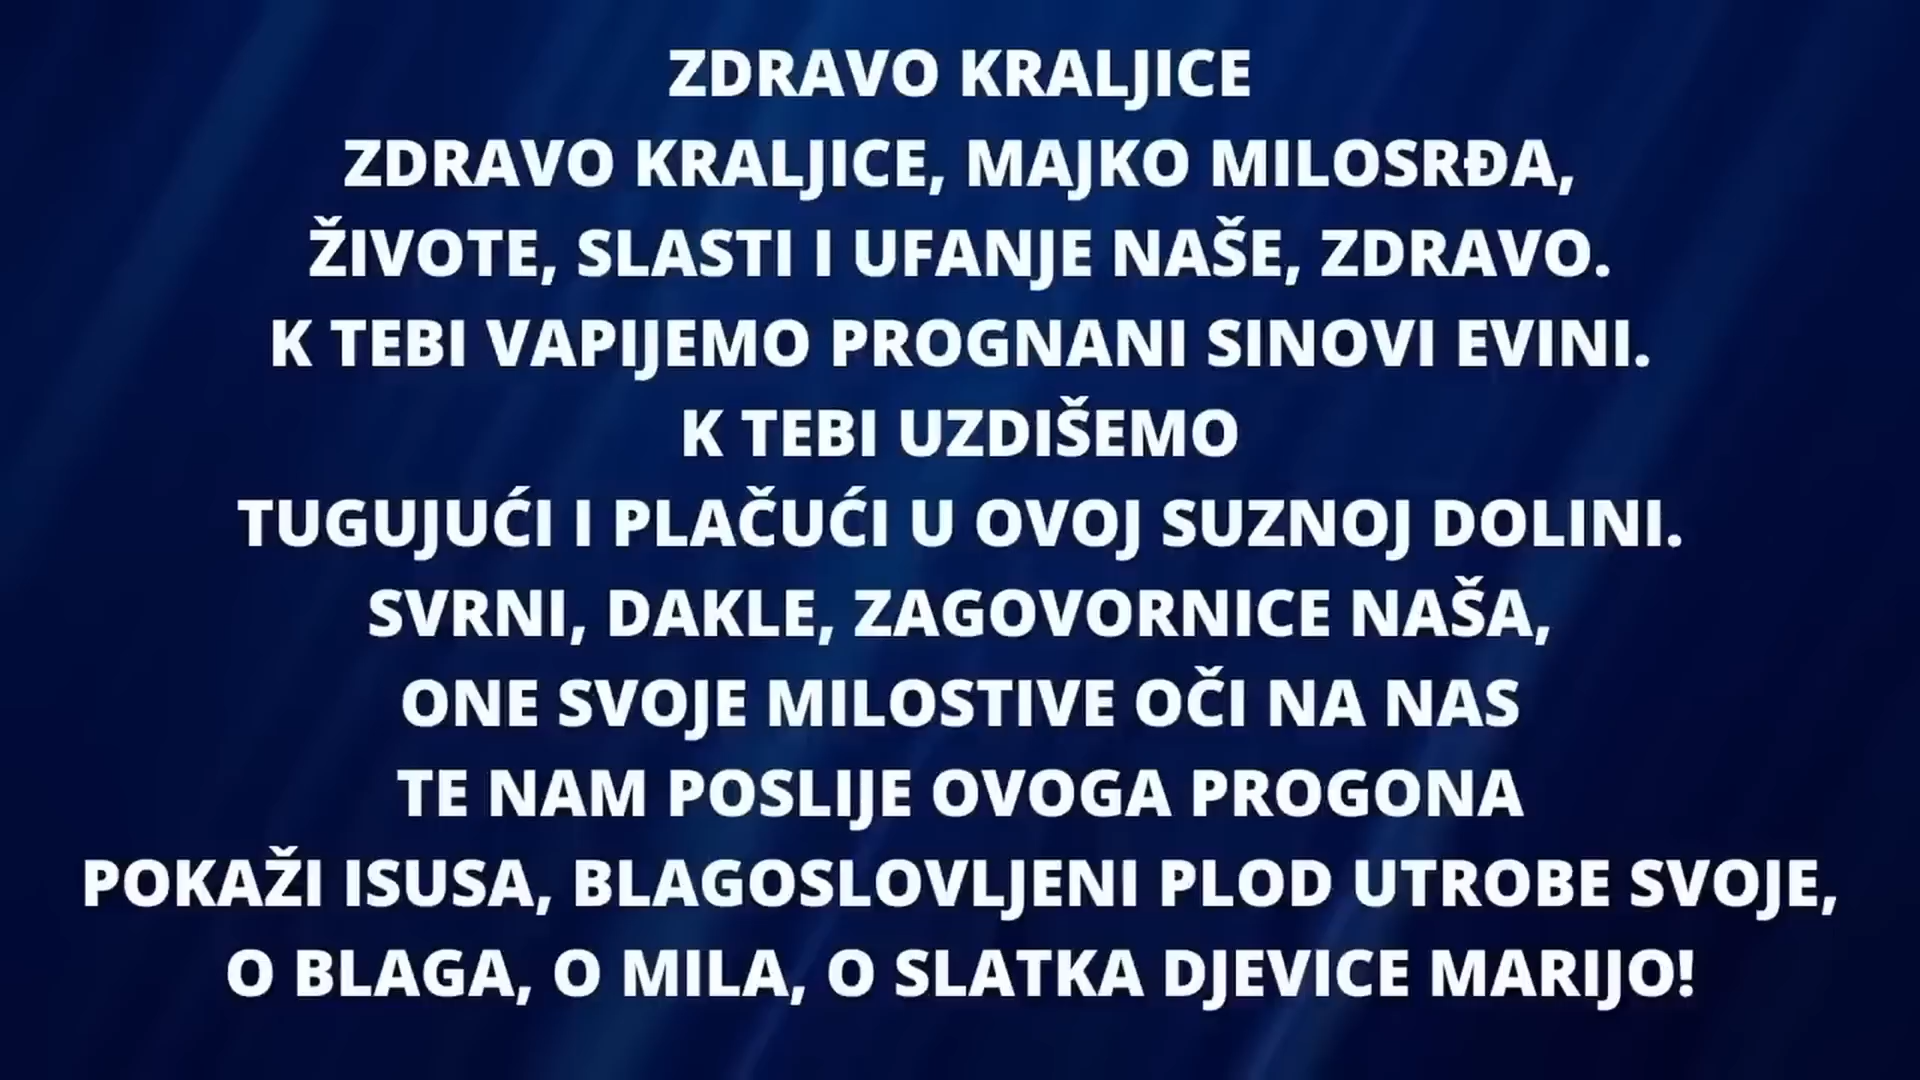 ZDRAVO KRALJICE
ZDRAVO KRALJICE, MAJKO MILOSRĐA,
ŽIVOTE, SLASTI I UFANJE NAŠE, ZDRAVO.
K TEBI VAPIJEMO PROGNANI SINOVI EVINI.
K TEBI UZDIŠEMO
TUGUJUĆI I PLAČUĆI U OVOJ SUZNOJ DOLINI.
SVRNI, DAKLE, ZAGOVORNICE NAŠA,
ONE SVOJE MILOSTIVE OČI NA NAS
TE NAM POSLIJE OVOGA PROGONA
POKAŽI ISUSA, BLAGOSLOVLJENI PLOD UTROBE SVOJE,
O BLAGA, O MILA, O SLATKA DJEVICE MARIJO!